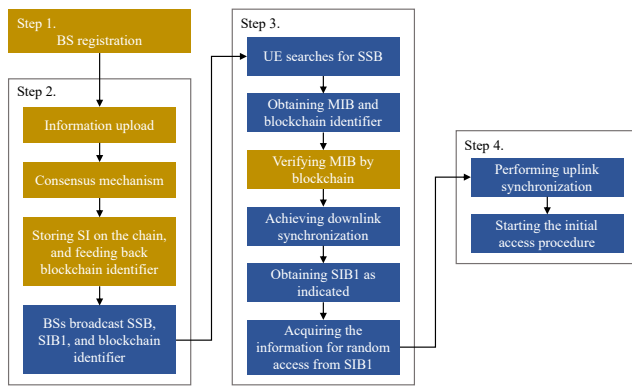 Step 1.
BS registration
Step 2.
Information upload
Consensus mechanism
Storing SI on the chain,
and feeding back
blockchain identifier
BSs broadcast SSB,
SIB1, and blockchain
identifier
Step 3.
UE searches for SSB
Obtaining MIB and
blockchain identifier
Verifying MIB by
blockchain
Achieving downlink
synchronization
Obtaining SIB1 as
indicated
Acquiring the
information for random
access from SIB1
Step 4.
Performing uplink
synchronization
Starting the initial
access procedure